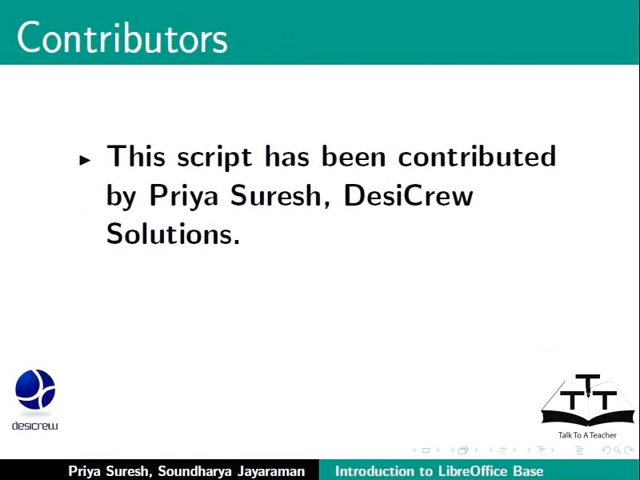 Contributors
This script has been contributed
by Priya Suresh, DesiCrew
Solutions.
desicrew
T T T
Talk To A Teacher
Priya Suresh, Soundharya Jayaraman
Introduction to LibreOffice Base